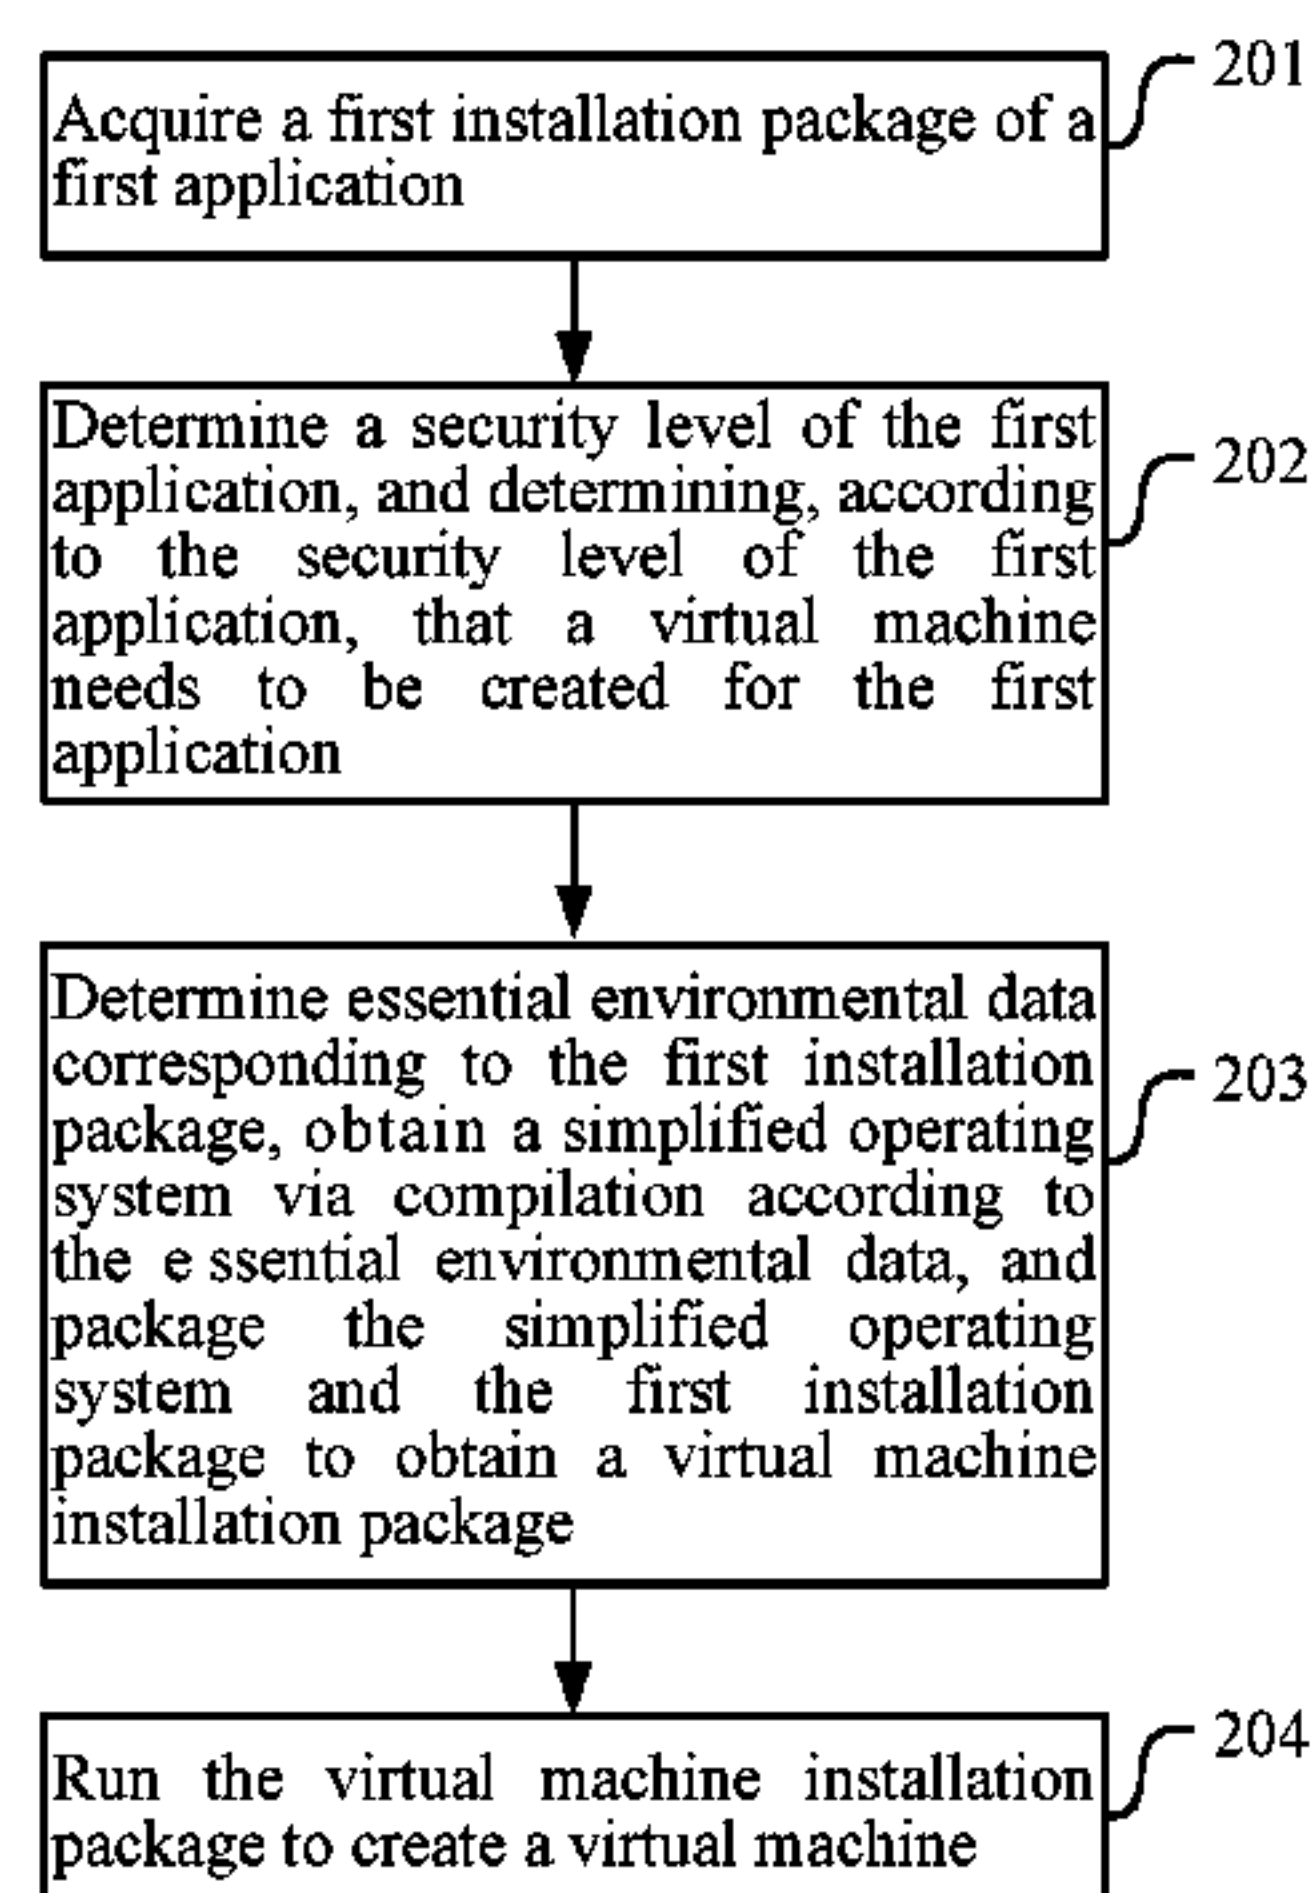 201
Acquire a first installation package of a
first application
Determine a security level of the first
202
application, and determining, according
to the security level of the first
application, that a virtual machine
needs to be created for the first
application
Determine essential environmental data
corresponding to the first installation
203
package, obtain a simplified operating
system via compilation according to
the e ssential environmental data, and
package the simplified operating
system and the first installation
package to obtain a virtual machine
installation package
204
Run the virtual machine installation
package to create a virtual machine